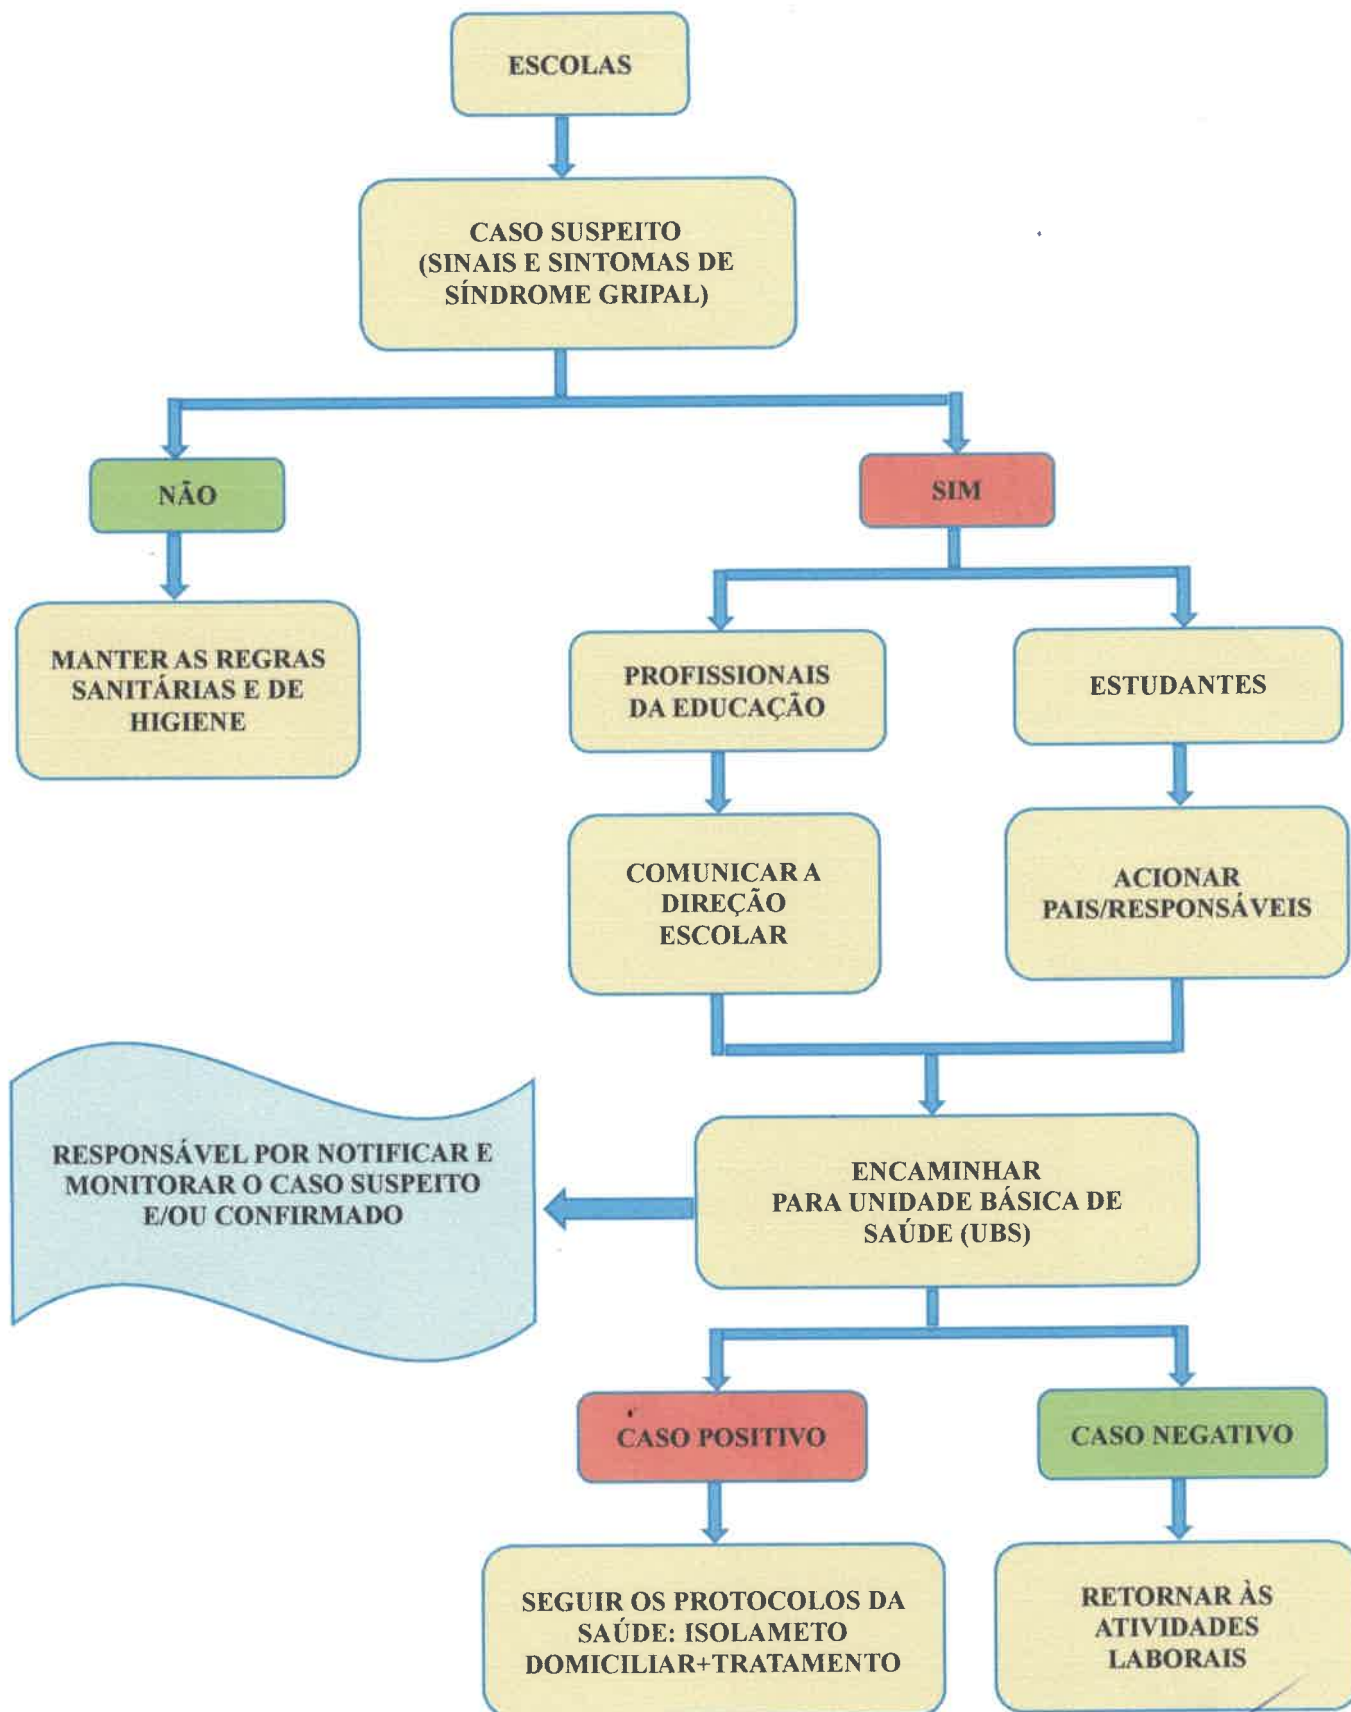 ESCOLAS
CASO SUSPEITO
(SINAIS E SINTOMAS DE
SÍNDROME GRIPAL)
NÃO
SIM
MANTER AS REGRAS
SANITÁRIAS E DE
HIGIENE
PROFISSIONAIS
DA EDUCAÇÃO
ESTUDANTES
COMUNICAR A
DIREÇÃO
ESCOLAR
ACIONAR
PAIS/RESPONSÁVEIS
RESPONSÁVEL POR NOTIFICAR E
MONITORAR O CASO SUSPEITO
E/OU CONFIRMADO
ENCAMINHAR
PARA UNIDADE BÁSICA DE
SAÚDE (UBS)
CASO POSITIVO
CASO NEGATIVO
SEGUIR OS PROTOCOLOS DA
SAÚDE: ISOLAMETO
DOMICILIAR+TRATAMENTO
RETORNAR ÀS
ATIVIDADES
LABORAIS